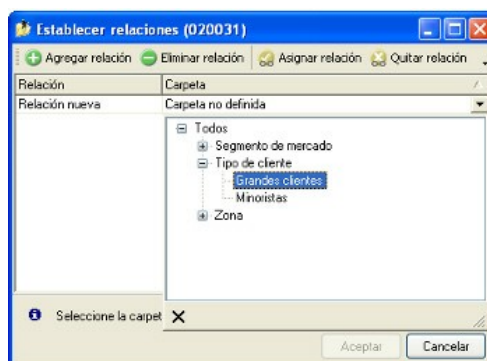 Establecer relaciones (020031)
Agregar relación Eliminar relación Asignar relación Quitar relación
Relación Carpeta
Relación nueva Carpeta no definida
Todos
Segmento de mercado
Tipo de cliente
Grandes clientes
Minoristas
Zona
Seleccione la carpet
Aceptar Cancelar